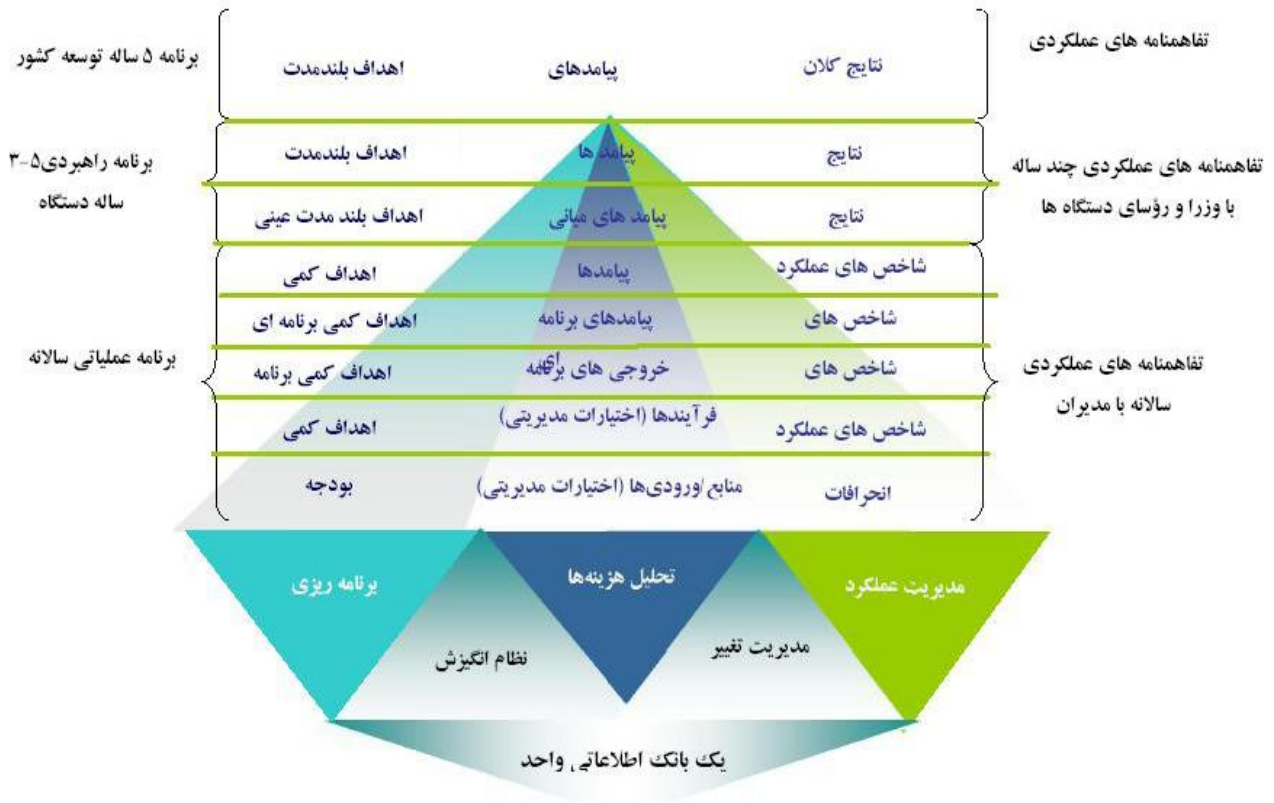 تفاهمنامه های عملکردی
نتایج کلان
پیامدهای
اهداف بلندمدت
برنامه ۵ ساله توسعه کشور
تفاهمنامه های عملکردی چند ساله
با وزرا و رؤسای دستگاه ها
نتایج
پیامد ها
اهداف بلندمدت
برنامه راهبردی۵-۳
ساله دستگاه
نتایج
پیامد های میانی
اهداف بلند مدت عینی
شاخص های عملکرد
پیامدها
اهداف کمی
شاخص های
پیامدهای برنامه
ای
اهداف کمی برنامه ای
تفاهمنامه های عملکردی
سالانه با مدیران
شاخص های
خروجی های برنامه
اهداف کمی برنامه
برنامه عملیاتی سالانه
شاخص های عملکرد
فرآیندها (اختیارات مدیریتی)
اهداف کمی
انحرافات
منابع/ورودی‌ها (اختیارات مدیریتی)
بودجه
مدیریت عملکرد
تحلیل هزینه‌ها
برنامه ریزی
مدیریت تغییر
نظام انگیزش
یک بانک اطلاعاتی واحد